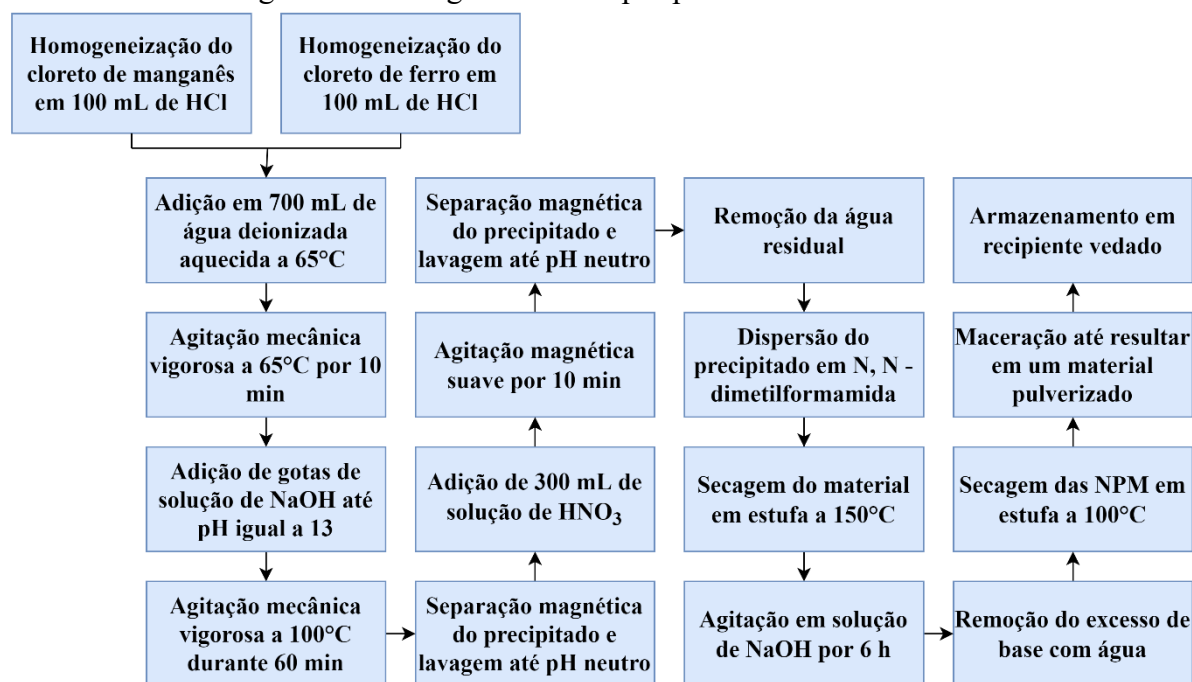 Homogeneização do
cloreto de manganês
em 100 mL de HCl
Homogeneização do
cloreto de ferro em
100 mL de HCl
Adição em 700 mL de
água deionizada
aquecida a 65°C
Agitação mecânica
vigorosa a 65°C por 10
min
Adição de gotas de
solução de NaOH até
pH igual a 13
Agitação mecânica
vigorosa a 100°C
durante 60 min
Separação magnética
do precipitado e
lavagem até pH neutro
Adição de 300 mL de
solução de HNO₃
Agitação magnética
suave por 10 min
Separação magnética
do precipitado e
lavagem até pH neutro
Remoção da água
residual
Dispersão do
precipitado em N, N -
dimetilformamida
Secagem do material
em estufa a 150°C
Agitação em solução
de NaOH por 6 h
Remoção do excesso de
base com água
Secagem das NPM em
estufa a 100°C
Maceração até resultar
em um material
pulverizado
Armazenamento em
recipiente vedado